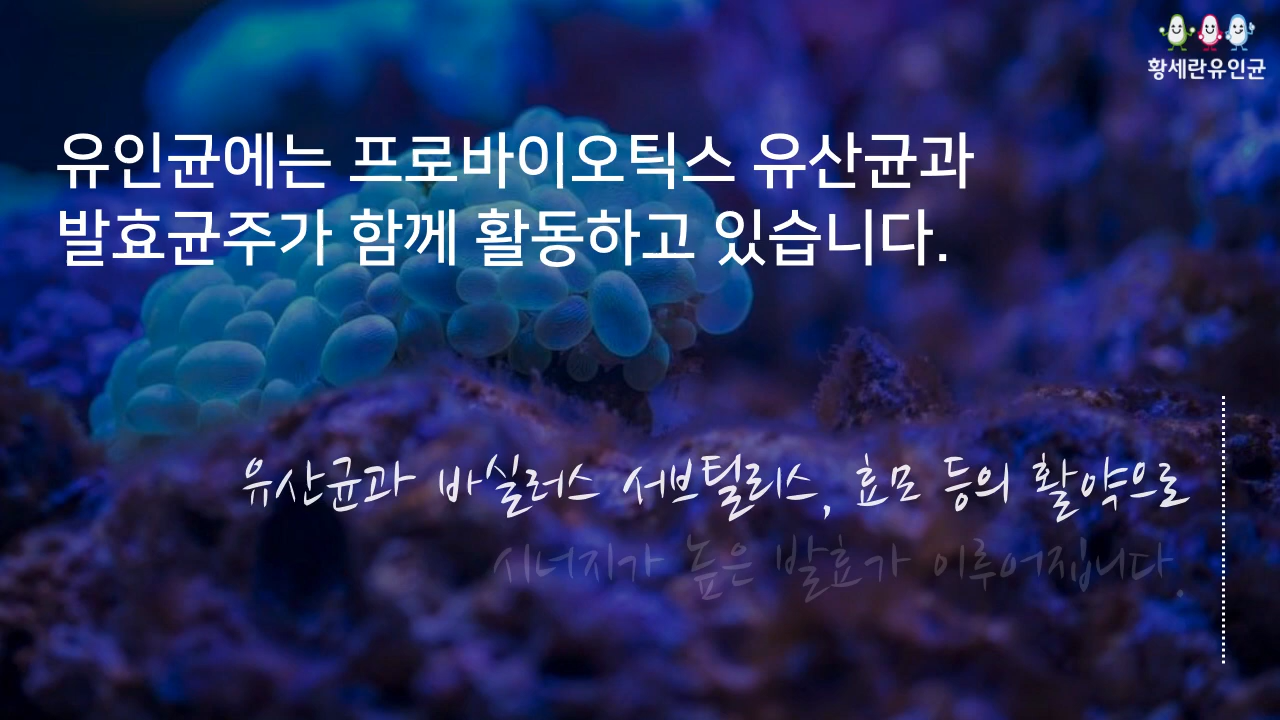 황세란유인균
유인균에는 프로바이오틱스 유산균과
발효균주가 함께 활동하고 있습니다.
유산균과 바실러스 서브틸리스, 효모 등의 활약으로
시너지가 높은 발효가 이루어집니다.